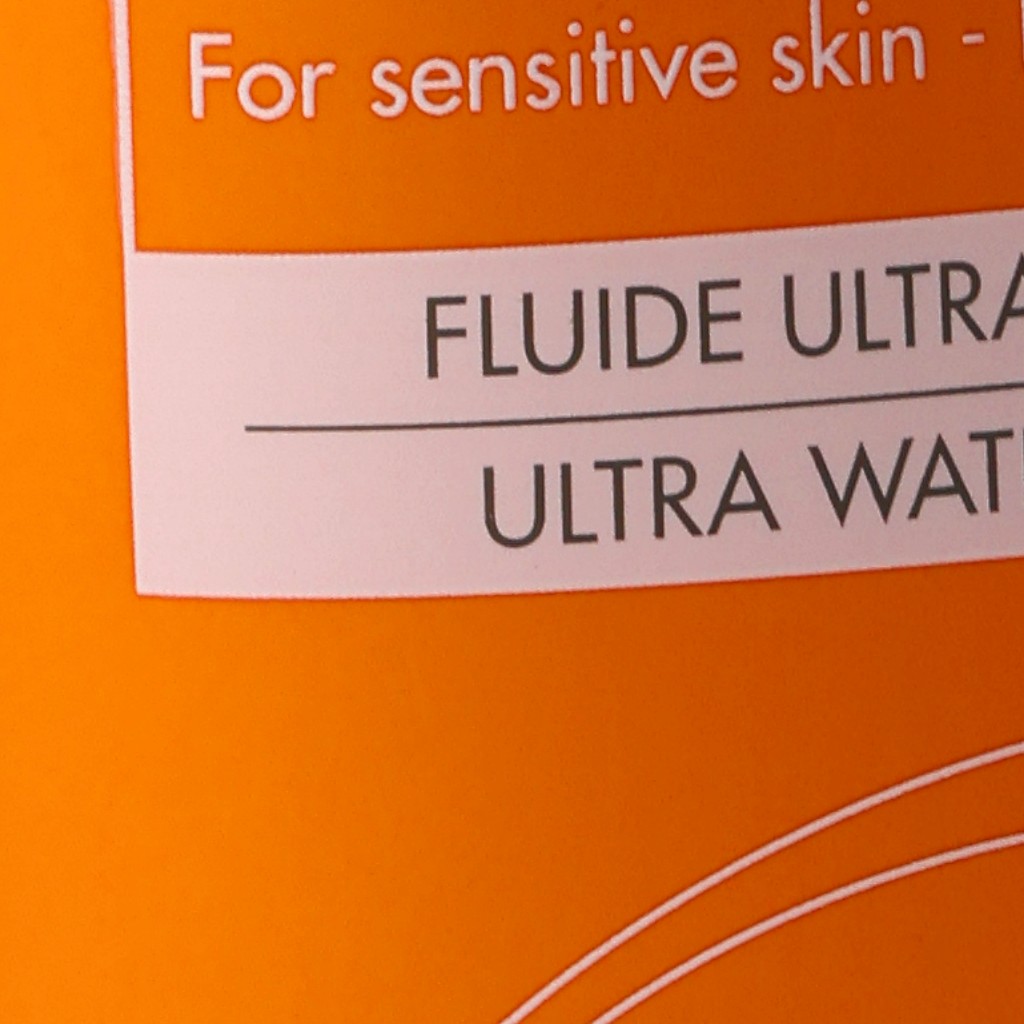 For sensitive skin -
FLUIDE ULTRA
ULTRA WAT